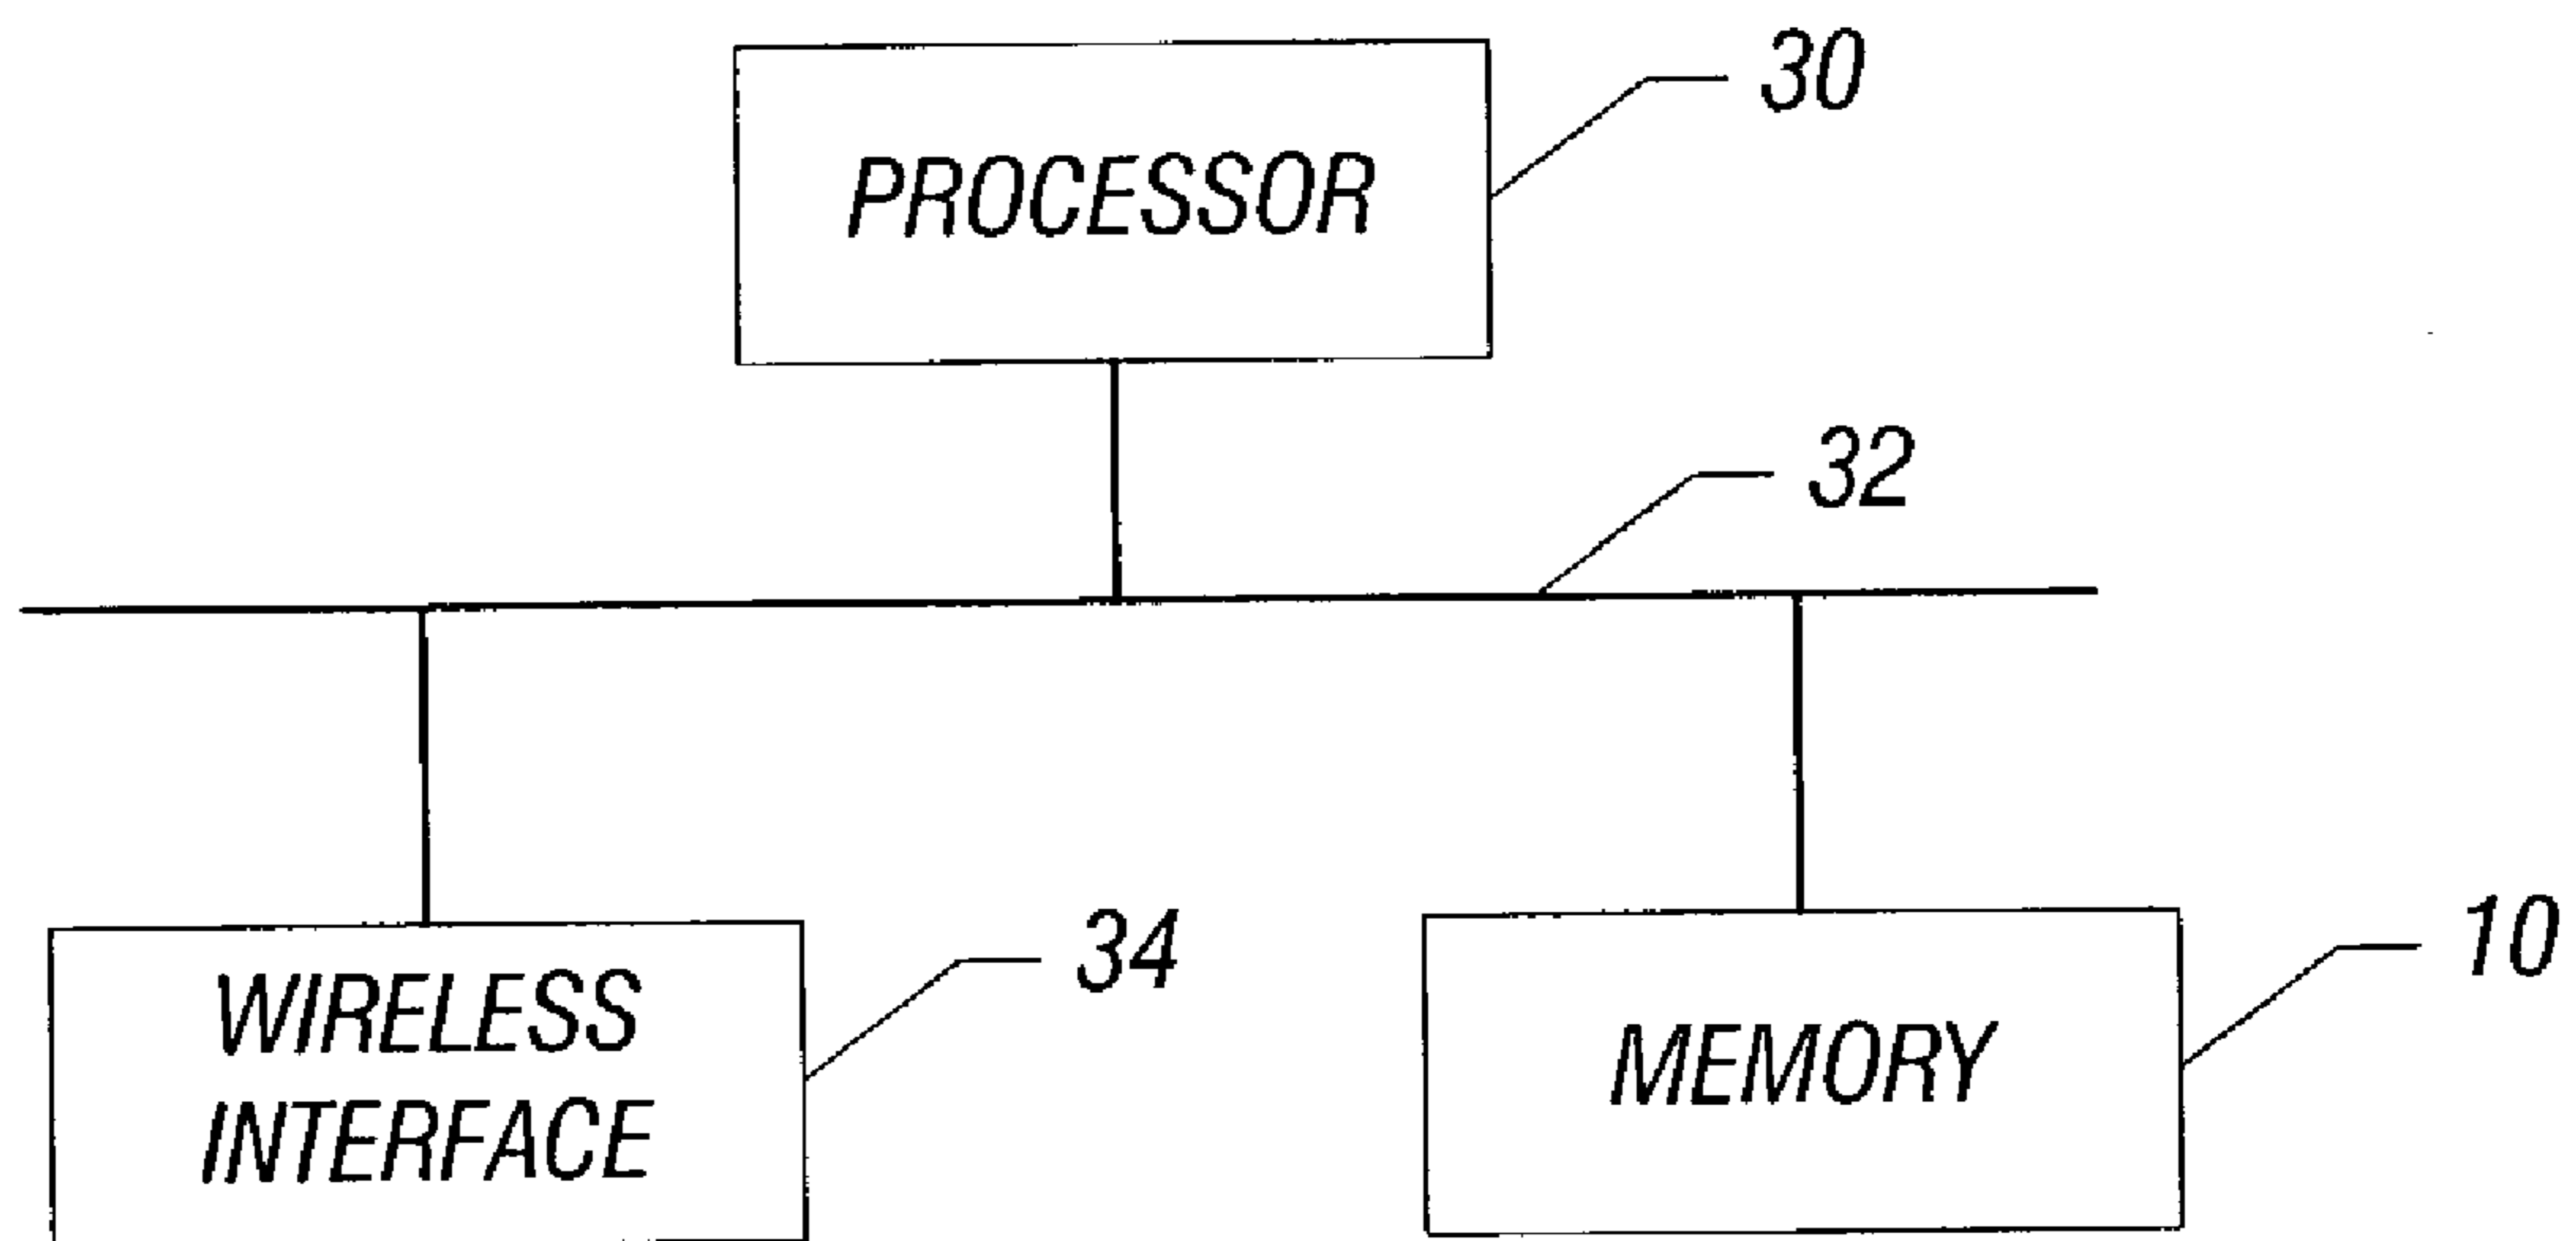 30
PROCESSOR
32
34
10
WIRELESS
INTERFACE
MEMORY